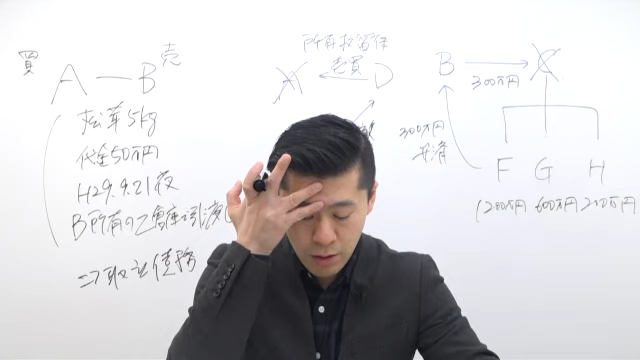 買 A — B 売
松茸5kg
代金50万円
H29.9.21夜
B所有の乙倉庫で引渡し
⇒取立債務
所有権留保
売買
A ← D
B → C
300万円
300万円
弁済
F G H
1200万円 600万円 200万円